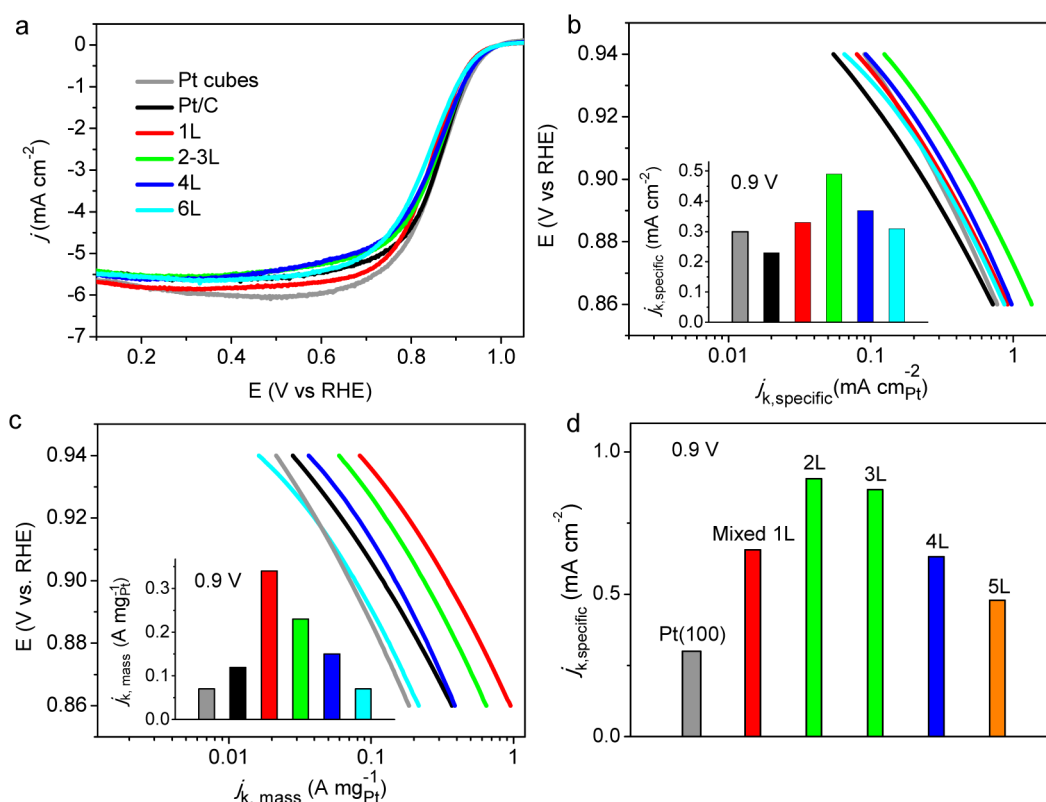 a
0
-1
-2
-3
-4
-5
-6
-7
j (mA cm-2)
Pt cubes
Pt/C
1L
2-3L
4L
6L
0.2 0.4 0.6 0.8 1.0
E (V vs RHE)
b
0.94
0.92
0.90
0.88
0.86
E (V vs RHE)
0.9 V
0.5
0.4
0.3
0.2
0.1
0.0
jk,specific (mA cm-2)
0.01 0.1 1
jk,specific(mA cmPt-2)
c
0.94
0.92
0.90
0.88
0.86
E (V vs. RHE)
0.9 V
0.3
0.2
0.1
0.0
jk, mass (A mgPt-1)
0.01 0.1 1
jk, mass (A mgPt-1)
d
1.0
0.5
0.0
jk,specific (mA cm-2)
0.9 V
Pt(100)
Mixed 1L
2L
3L
4L
5L